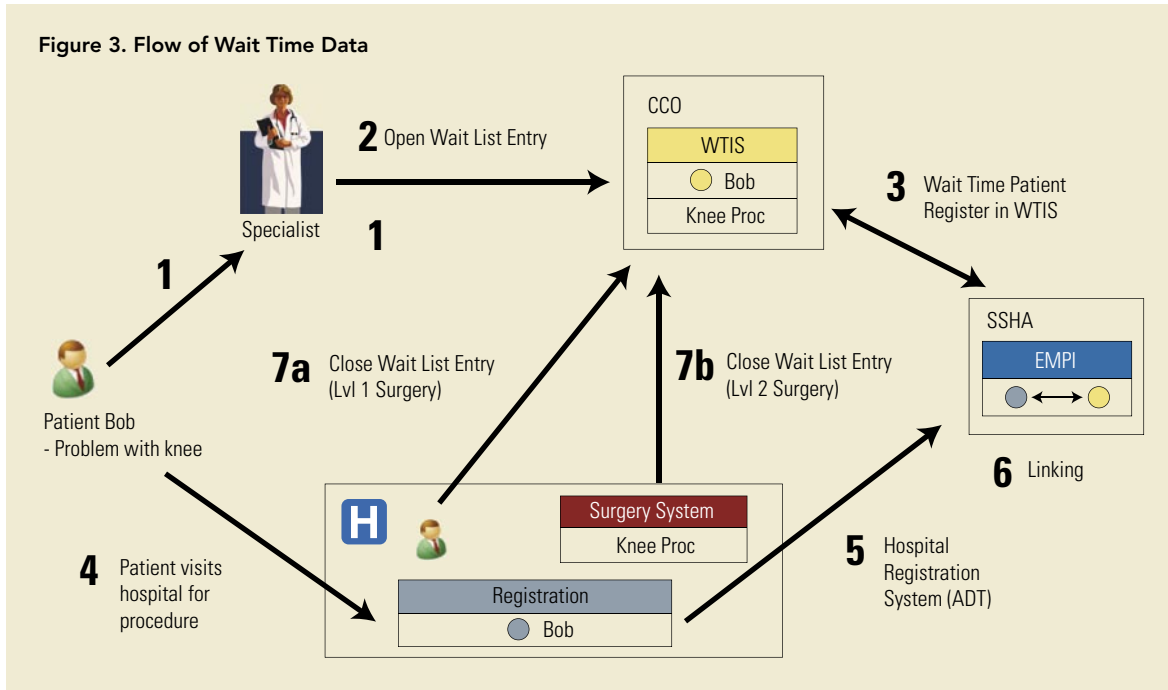 Figure 3. Flow of Wait Time Data
Specialist
1
2 Open Wait List Entry
1
CCO
WTIS
Bob
Knee Proc
3 Wait Time Patient
Register in WTIS
SSHA
EMPI
6 Linking
Patient Bob
- Problem with knee
7a Close Wait List Entry
(Lvl 1 Surgery)
7b Close Wait List Entry
(Lvl 2 Surgery)
4 Patient visits
hospital for
procedure
H
Surgery System
Knee Proc
Registration
Bob
5 Hospital
Registration
System (ADT)